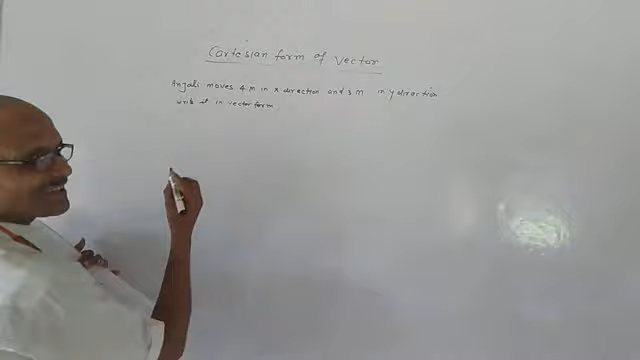 Cartesian form of Vector
Anjali moves 4 m in x direction and 3 M in y direction
write it in vector form